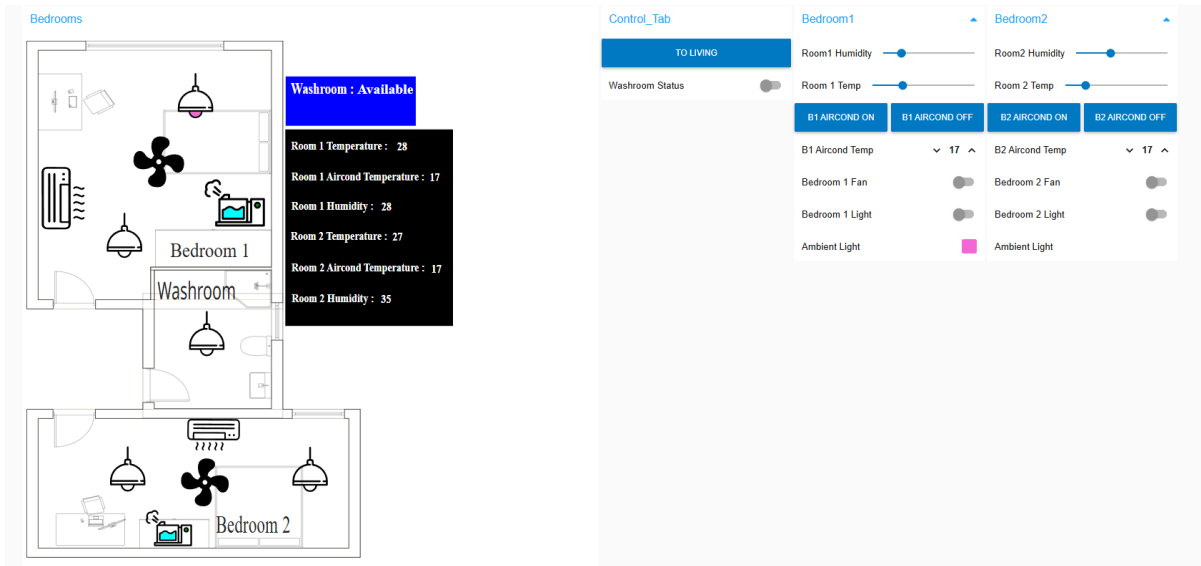 Bedrooms
Washroom : Available
Room 1 Temperature : 28
Room 1 Aircond Temperature : 17
Room 1 Humidity : 28
Room 2 Temperature : 27
Room 2 Aircond Temperature : 17
Room 2 Humidity : 35
Bedroom 1
Washroom
Bedroom 2
Control_Tab
TO LIVING
Washroom Status
Bedroom1
Room1 Humidity
Room 1 Temp
B1 AIRCOND ON B1 AIRCOND OFF
B1 Aircond Temp 17
Bedroom 1 Fan
Bedroom 1 Light
Ambient Light
Bedroom2
Room2 Humidity
Room 2 Temp
B2 AIRCOND ON B2 AIRCOND OFF
B2 Aircond Temp 17
Bedroom 2 Fan
Bedroom 2 Light
Ambient Light